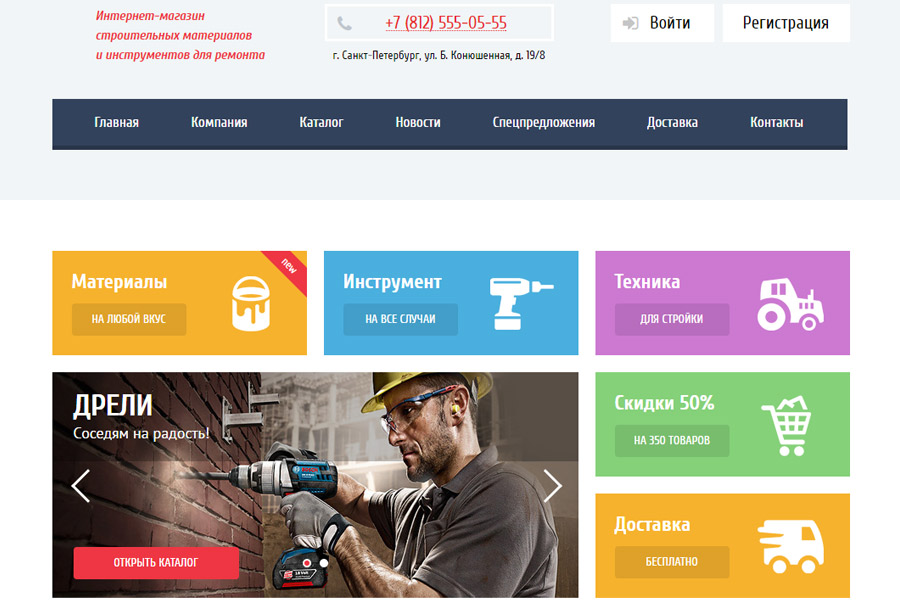 Интернет-магазин
строительных материалов
и инструментов для ремонта
+7 (812) 555-05-55
г. Санкт-Петербург, ул. Б. Конюшенная, д. 19/8
Войти
Регистрация
Главная
Компания
Каталог
Новости
Спецпредложения
Доставка
Контакты
Материалы
new
НА ЛЮБОЙ ВКУС
Инструмент
НА ВСЕ СЛУЧАИ
Техника
ДЛЯ СТРОЙКИ
ДРЕЛИ
Соседям на радость!
ОТКРЫТЬ КАТАЛОГ
Скидки 50%
НА 350 ТОВАРОВ
Доставка
БЕСПЛАТНО